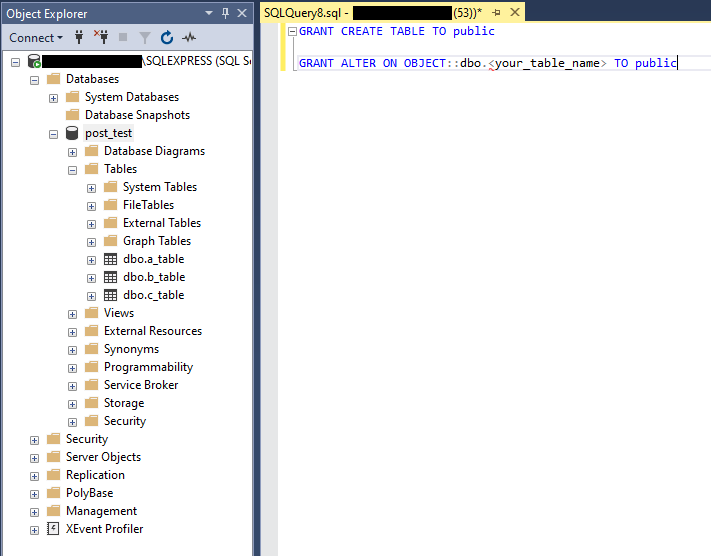 Object Explorer
Connect
\SQLEXPRESS (SQL Se
Databases
System Databases
Database Snapshots
post_test
Database Diagrams
Tables
System Tables
FileTables
External Tables
Graph Tables
dbo.a_table
dbo.b_table
dbo.c_table
Views
External Resources
Synonyms
Programmability
Service Broker
Storage
Security
Security
Server Objects
Replication
PolyBase
Management
XEvent Profiler
SQLQuery8.sql - (53))*
GRANT CREATE TABLE TO public
GRANT ALTER ON OBJECT::dbo.<your_table_name> TO public